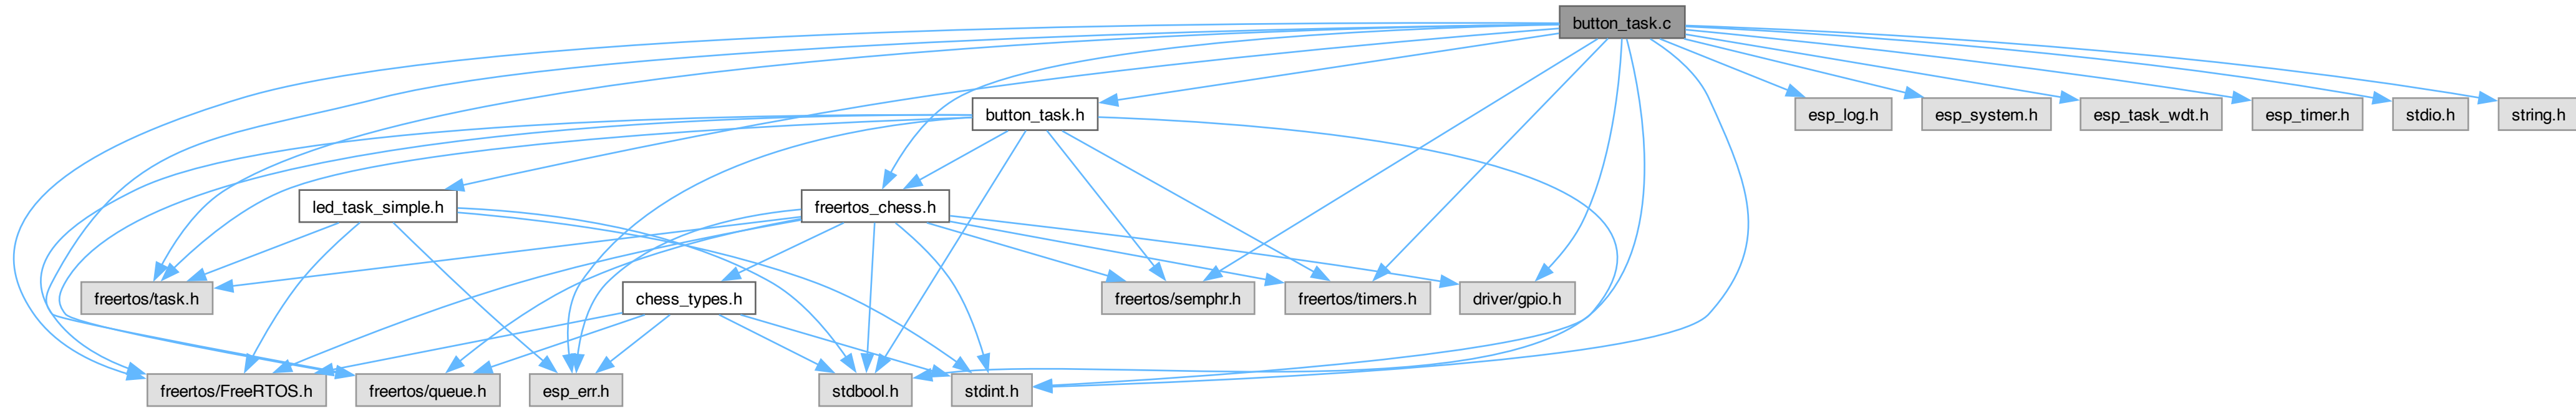 button_task.c
button_task.h
esp_log.h
esp_system.h
esp_task_wdt.h
esp_timer.h
stdio.h
string.h
led_task_simple.h
freertos_chess.h
freertos/task.h
chess_types.h
freertos/semphr.h
freertos/timers.h
driver/gpio.h
freertos/FreeRTOS.h
freertos/queue.h
esp_err.h
stdbool.h
stdint.h